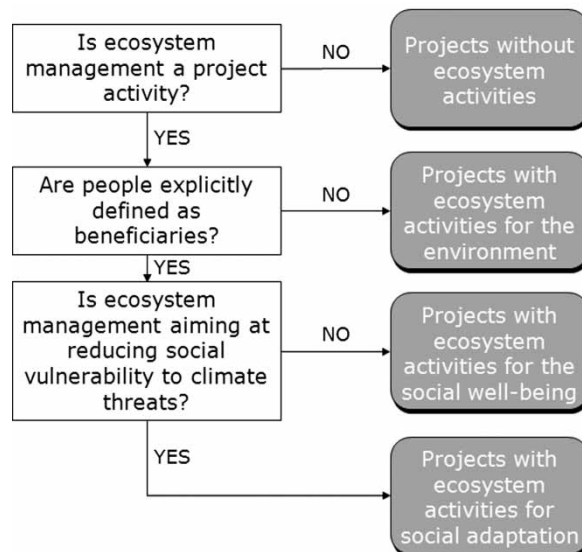 Is ecosystem
management a project
activity?
NO
Projects without
ecosystem
activities
YES
Are people explicitly
defined as
beneficiaries?
NO
Projects with
ecosystem
activities for the
environment
YES
Is ecosystem
management aiming at
reducing social
vulnerability to climate
threats?
NO
Projects with
ecosystem
activities for the
social well-being
YES
Projects with
ecosystem
activities for
social adaptation